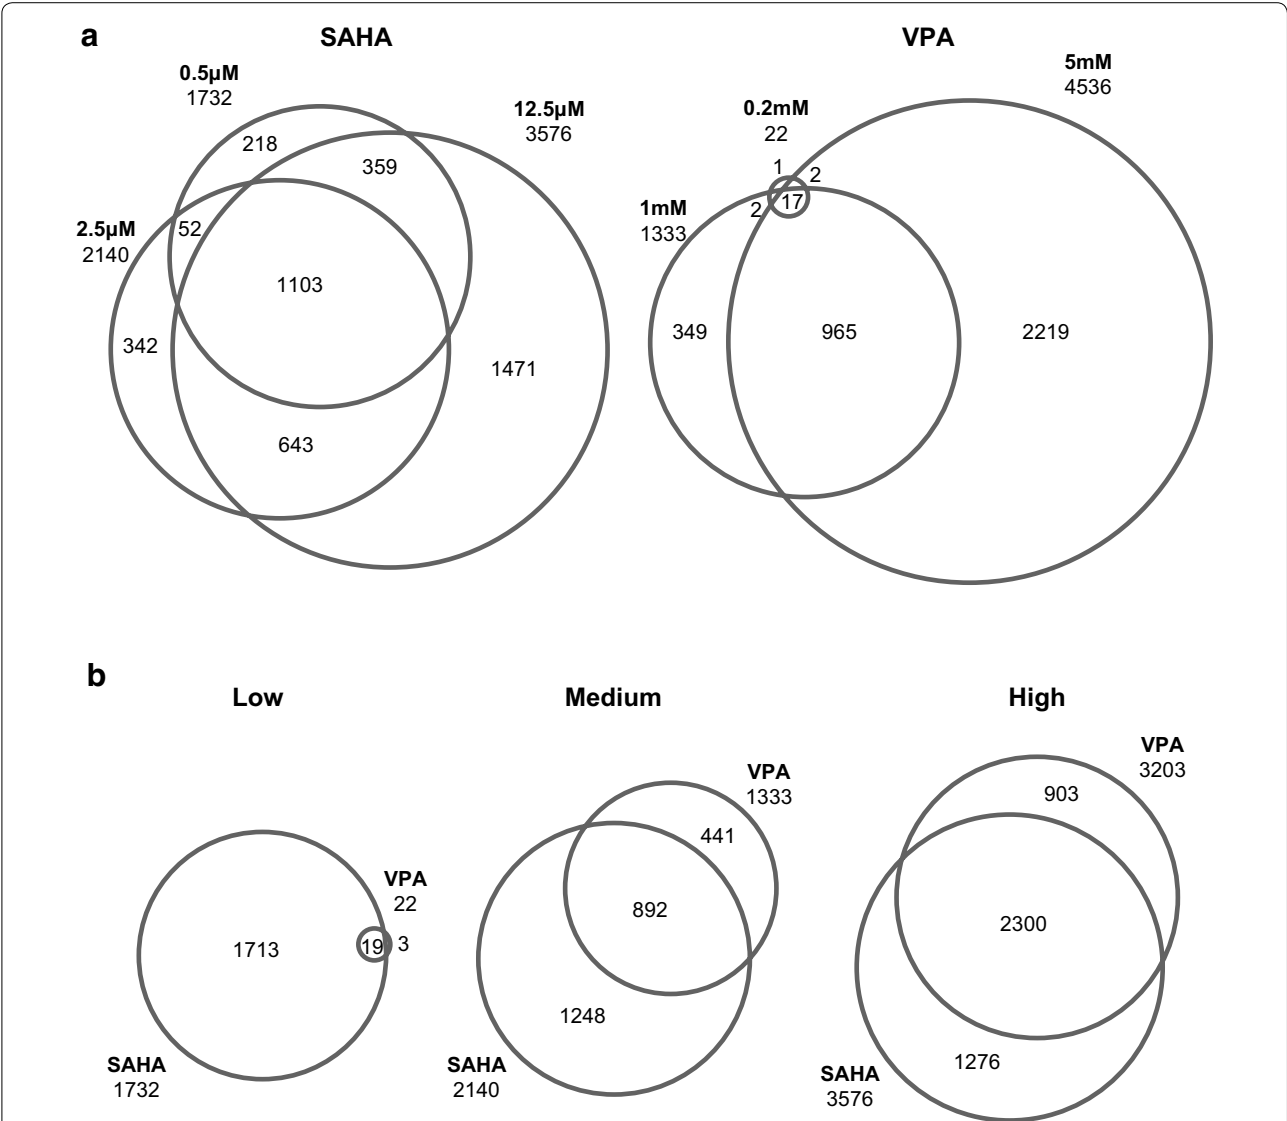 a
SAHA
VPA
0.5µM
1732
12.5µM
3576
2.5µM
2140
218
359
52
1103
342
1471
643
5mM
4536
0.2mM
22
1mM
1333
1
2
2
17
349
965
2219
b
Low
Medium
High
VPA
22
1713
19
3
SAHA
1732
VPA
1333
441
892
1248
SAHA
2140
VPA
3203
903
2300
1276
SAHA
3576